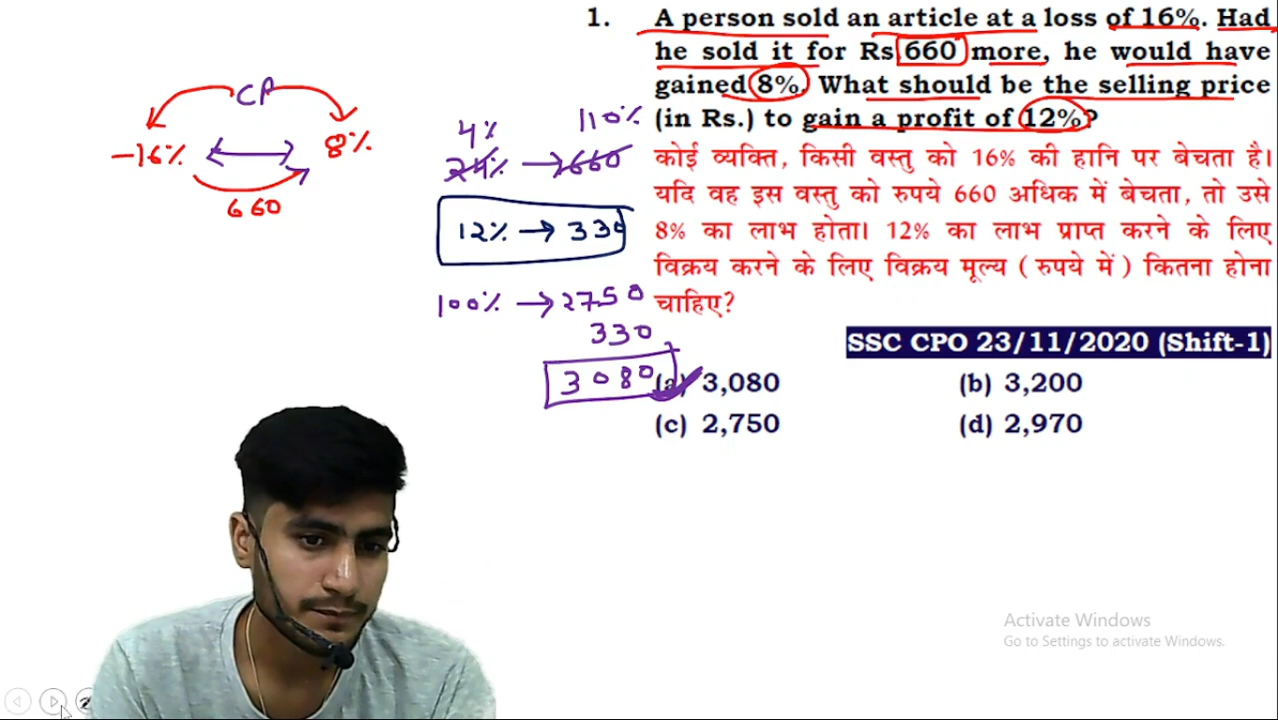 1. A person sold an article at a loss of 16%. Had
he sold it for Rs 660 more, he would have
gained 8%. What should be the selling price
(in Rs.) to gain a profit of 12%?
कोई व्यक्ति, किसी वस्तु को 16% की हानि पर बेचता है।
यदि वह इस वस्तु को रुपये 660 अधिक में बेचता, तो उसे
8% का लाभ होता। 12% का लाभ प्राप्त करने के लिए
विक्रय करने के लिए विक्रय मूल्य ( रुपये में ) कितना होना
चाहिए?
SSC CPO 23/11/2020 (Shift-1)
(a) 3,080 (b) 3,200
(c) 2,750 (d) 2,970
CP
-16% 8%
660
4% 110%
24% → 660
12% → 330
100% → 2750
330
3080
Activate Windows
Go to Settings to activate Windows.